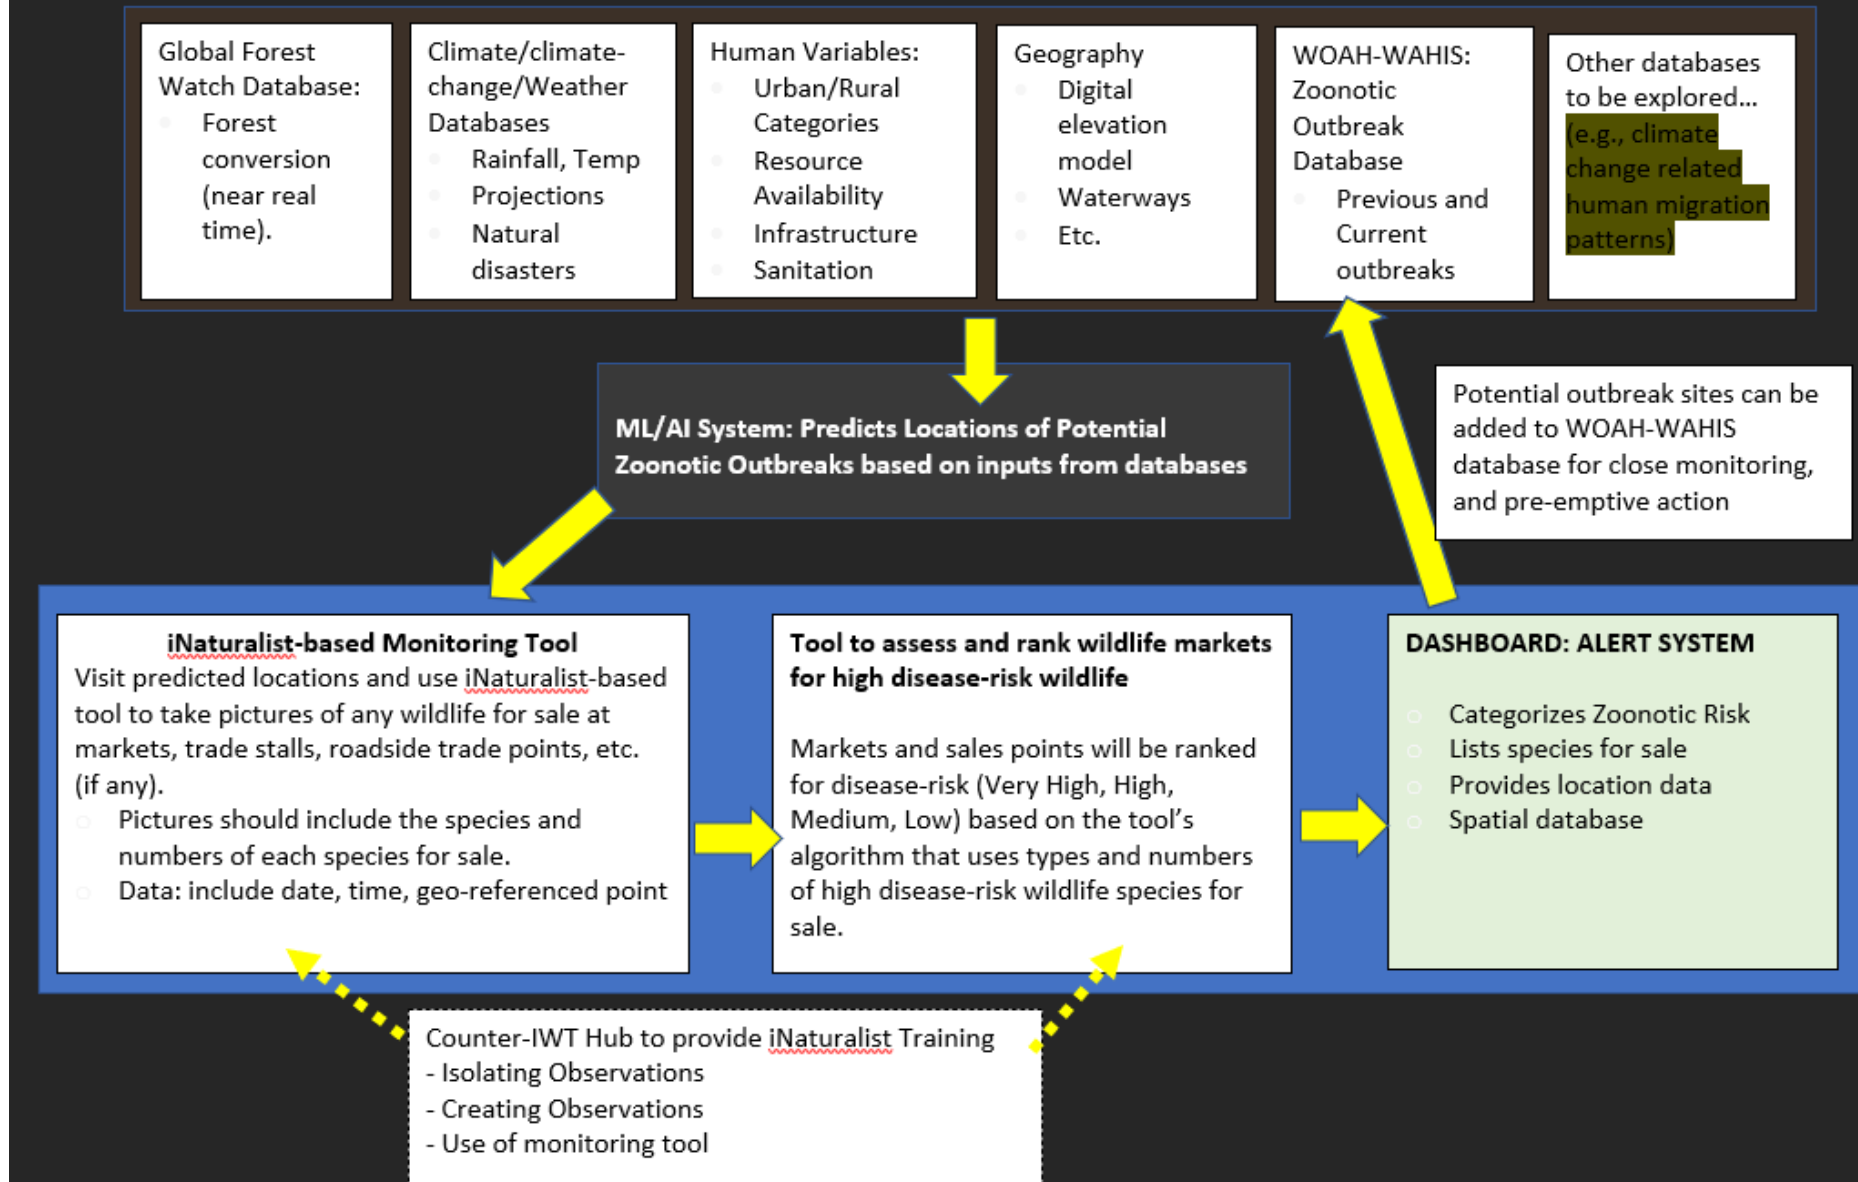 Global Forest
Watch Database:
Forest
conversion
(near real
time).
Climate/climate-
change/Weather
Databases
Rainfall, Temp
Projections
Natural
disasters
Human Variables:
Urban/Rural
Categories
Resource
Availability
Infrastructure
Sanitation
Geography
Digital
elevation
model
Waterways
Etc.
WOAH-WAHIS:
Zoonotic
Outbreak
Database
Previous and
Current
outbreaks
Other databases
to be explored...
(e.g., climate
change related
human migration
patterns)
ML/AI System: Predicts Locations of Potential
Zoonotic Outbreaks based on inputs from databases
Potential outbreak sites can be
added to WOAH-WAHIS
database for close monitoring,
and pre-emptive action
iNaturalist-based Monitoring Tool
Visit predicted locations and use iNaturalist-based
tool to take pictures of any wildlife for sale at
markets, trade stalls, roadside trade points, etc.
(if any).
Pictures should include the species and
numbers of each species for sale.
Data: include date, time, geo-referenced point
Tool to assess and rank wildlife markets
for high disease-risk wildlife
Markets and sales points will be ranked
for disease-risk (Very High, High,
Medium, Low) based on the tool's
algorithm that uses types and numbers
of high disease-risk wildlife species for
sale.
DASHBOARD: ALERT SYSTEM
Categorizes Zoonotic Risk
Lists species for sale
Provides location data
Spatial database
Counter-IWT Hub to provide iNaturalist Training
- Isolating Observations
- Creating Observations
- Use of monitoring tool